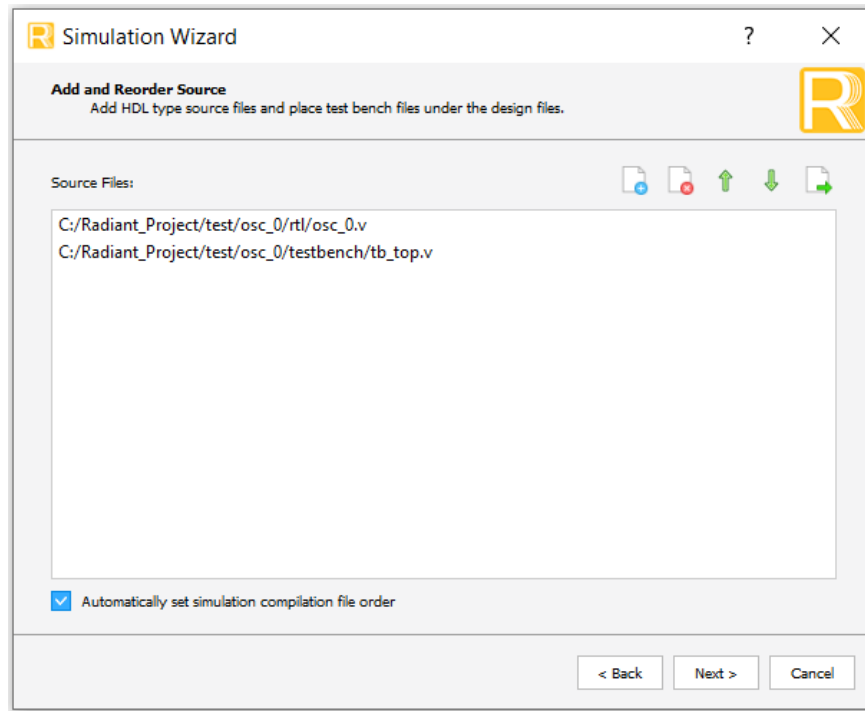 Simulation Wizard
?
Add and Reorder Source
Add HDL type source files and place test bench files under the design files.
Source Files:
C:/Radiant_Project/test/osc_0/rtl/osc_0.v
C:/Radiant_Project/test/osc_0/testbench/tb_top.v
Automatically set simulation compilation file order
< Back
Next >
Cancel